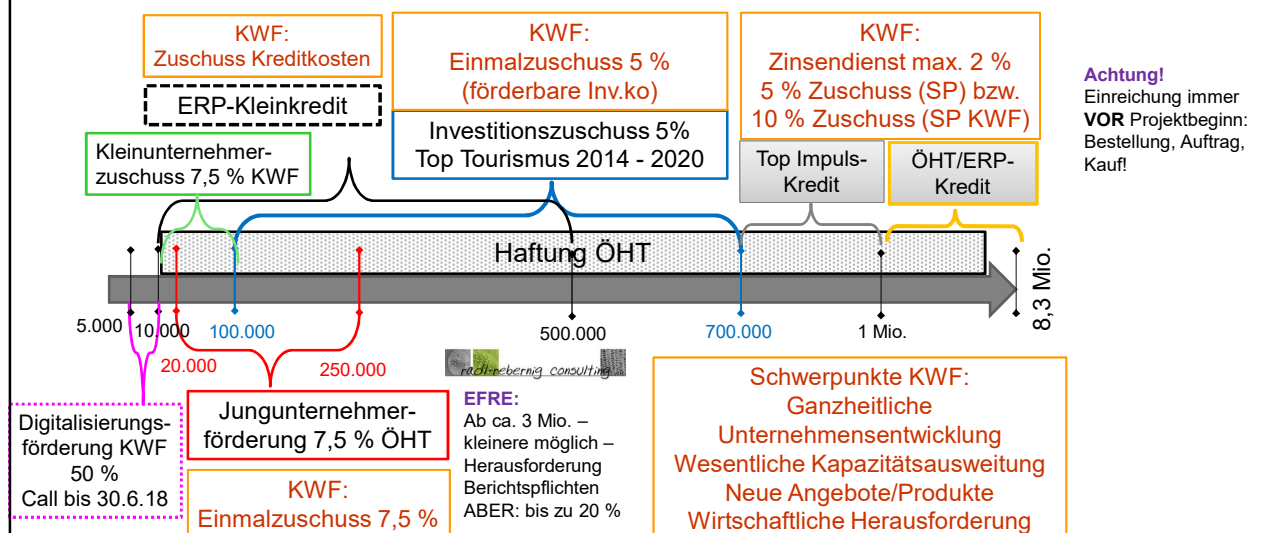 KWF:
Zuschuss Kreditkosten
KWF:
Einmalzuschuss 5 %
(förderbare Inv.ko)
KWF:
Zinsendienst max. 2 %
5 % Zuschuss (SP) bzw.
10 % Zuschuss (SP KWF)
Achtung!
Einreichung immer
VOR Projektbeginn:
Bestellung, Auftrag,
Kauf!
ERP-Kleinkredit
Investitionszuschuss 5%
Top Tourismus 2014 - 2020
Kleinunternehmer-
zuschuss 7,5 % KWF
Top Impuls-
Kredit
ÖHT/ERP-
Kredit
Haftung ÖHT
5.000
10.000
20.000
100.000
250.000
500.000
700.000
1 Mio.
8,3 Mio.
radl-rebernig consulting
Digitalisierungs-
förderung KWF
50 %
Call bis 30.6.18
Jungunternehmer-
förderung 7,5 % ÖHT
KWF:
Einmalzuschuss 7,5 %
EFRE:
Ab ca. 3 Mio. –
kleinere möglich –
Herausforderung
Berichtspflichten
ABER: bis zu 20 %
Schwerpunkte KWF:
Ganzheitliche
Unternehmensentwicklung
Wesentliche Kapazitätsausweitung
Neue Angebote/Produkte
Wirtschaftliche Herausforderung